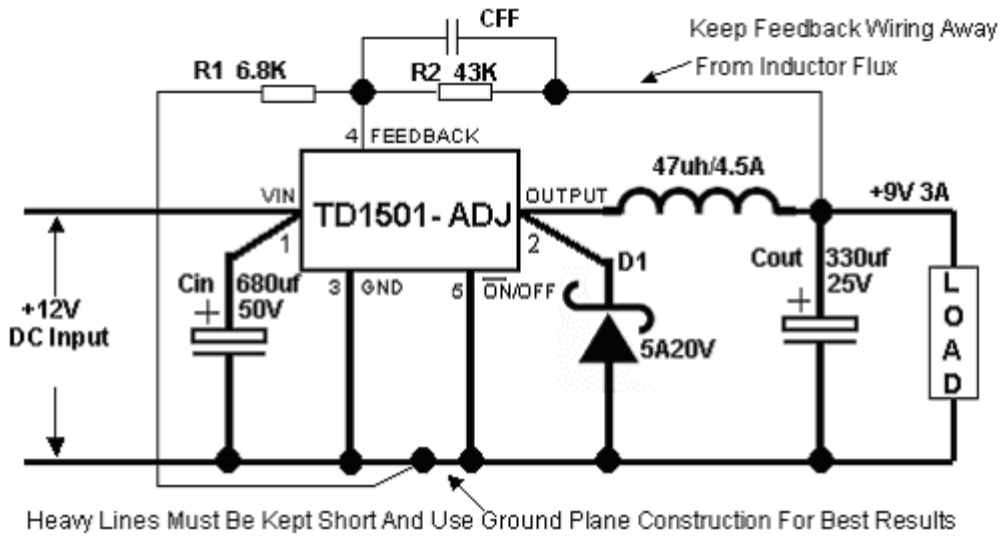 CFF
Keep Feedback Wiring Away
From Inductor Flux
R1 6.8K
R2 43K
4 FEEDBACK
47uh/4.5A
VIN
OUTPUT
+9V 3A
TD1501-ADJ
1
2
D1
Cin
680uf
50V
+
3
GND
5
ON/OFF
Cout
330uf
25V
+
+12V
DC Input
5A20V
LOAD
Heavy Lines Must Be Kept Short And Use Ground Plane Construction For Best Results